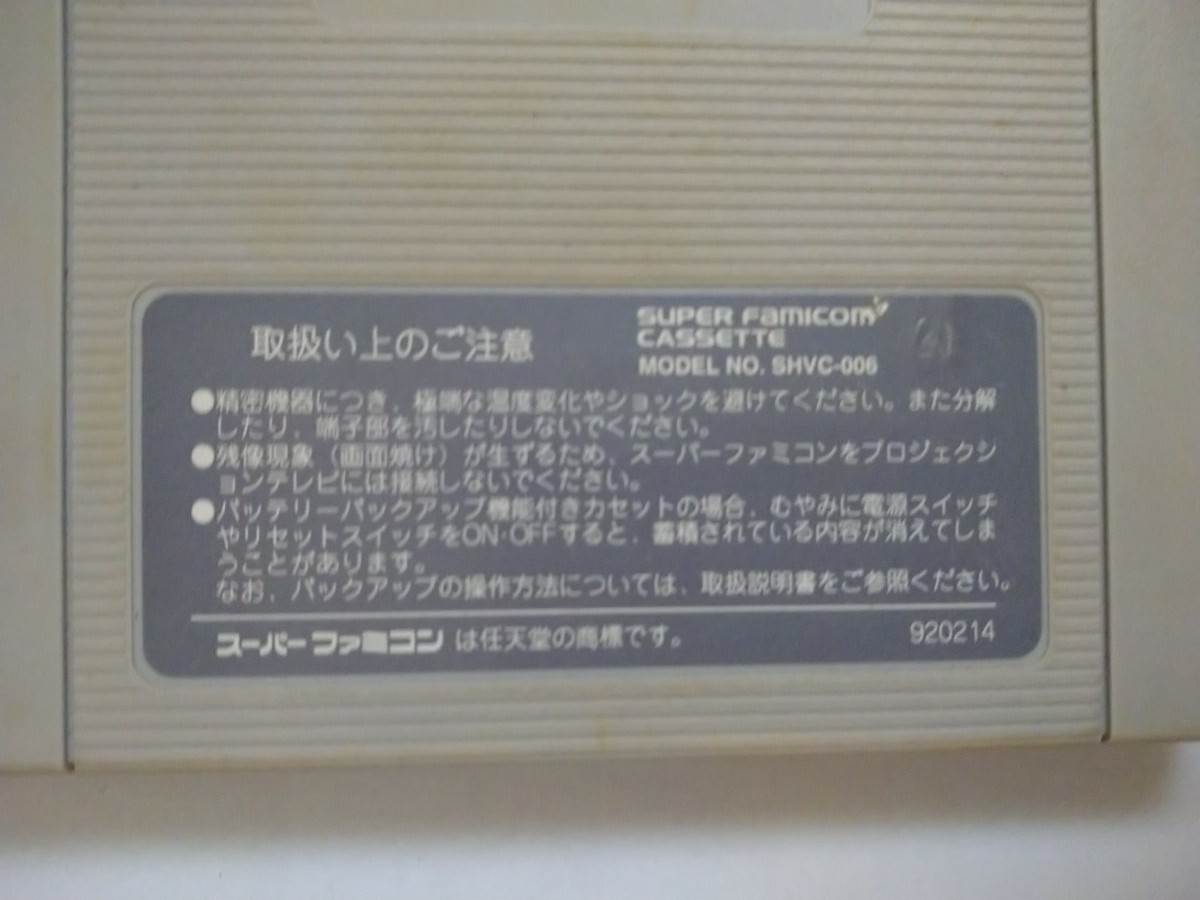 取扱い上のご注意
SUPER FAMICOM
CASSETTE
MODEL NO. SHVC-006
●精密機器につき、極端な温度変化やショックを避けてください。また分解
したり、端子部を汚したりしないでください。
●残像現象（画面焼け）が生ずるため、スーパーファミコンをプロジェクシ
ョンテレビには接続しないでください。
●バッテリーバックアップ機能付きカセットの場合、むやみに電源スイッチ
やリセットスイッチをON・OFFすると、蓄積されている内容が消えてしま
うことがあります。
なお、バックアップの操作方法については、取扱説明書をご参照ください。
スーパーファミコン は任天堂の商標です。
920214